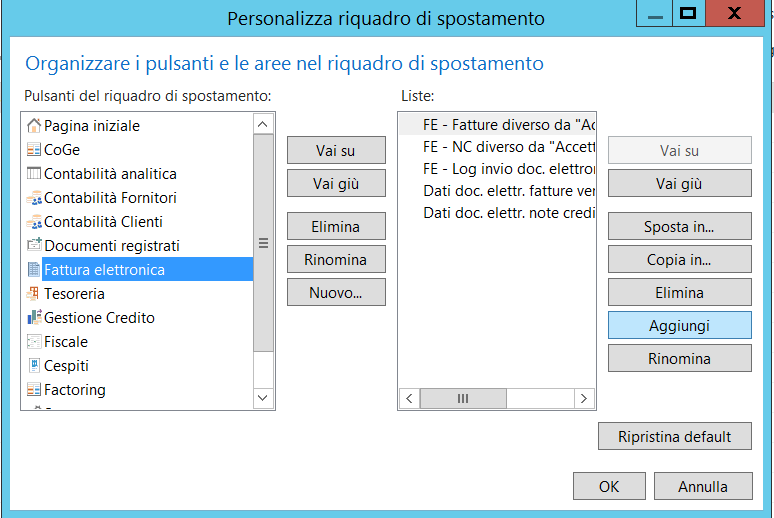 Personalizza riquadro di spostamento
X
Organizzare i pulsanti e le aree nel riquadro di spostamento
Pulsanti del riquadro di spostamento:
Pagina iniziale
CoGe
Contabilità analitica
Contabilità Fornitori
Contabilità Clienti
Documenti registrati
Fattura elettronica
Tesoreria
Gestione Credito
Fiscale
Cespiti
Factoring
Vai su
Vai giù
Elimina
Rinomina
Nuovo...
Liste:
FE - Fatture diverso da "Ac
FE - NC diverso da "Accett
FE - Log invio doc. elettron
Dati doc. elettr. fatture ver
Dati doc. elettr. note credi
Vai su
Vai giù
Sposta in...
Copia in...
Elimina
Aggiungi
Rinomina
Ripristina default
OK
Annulla